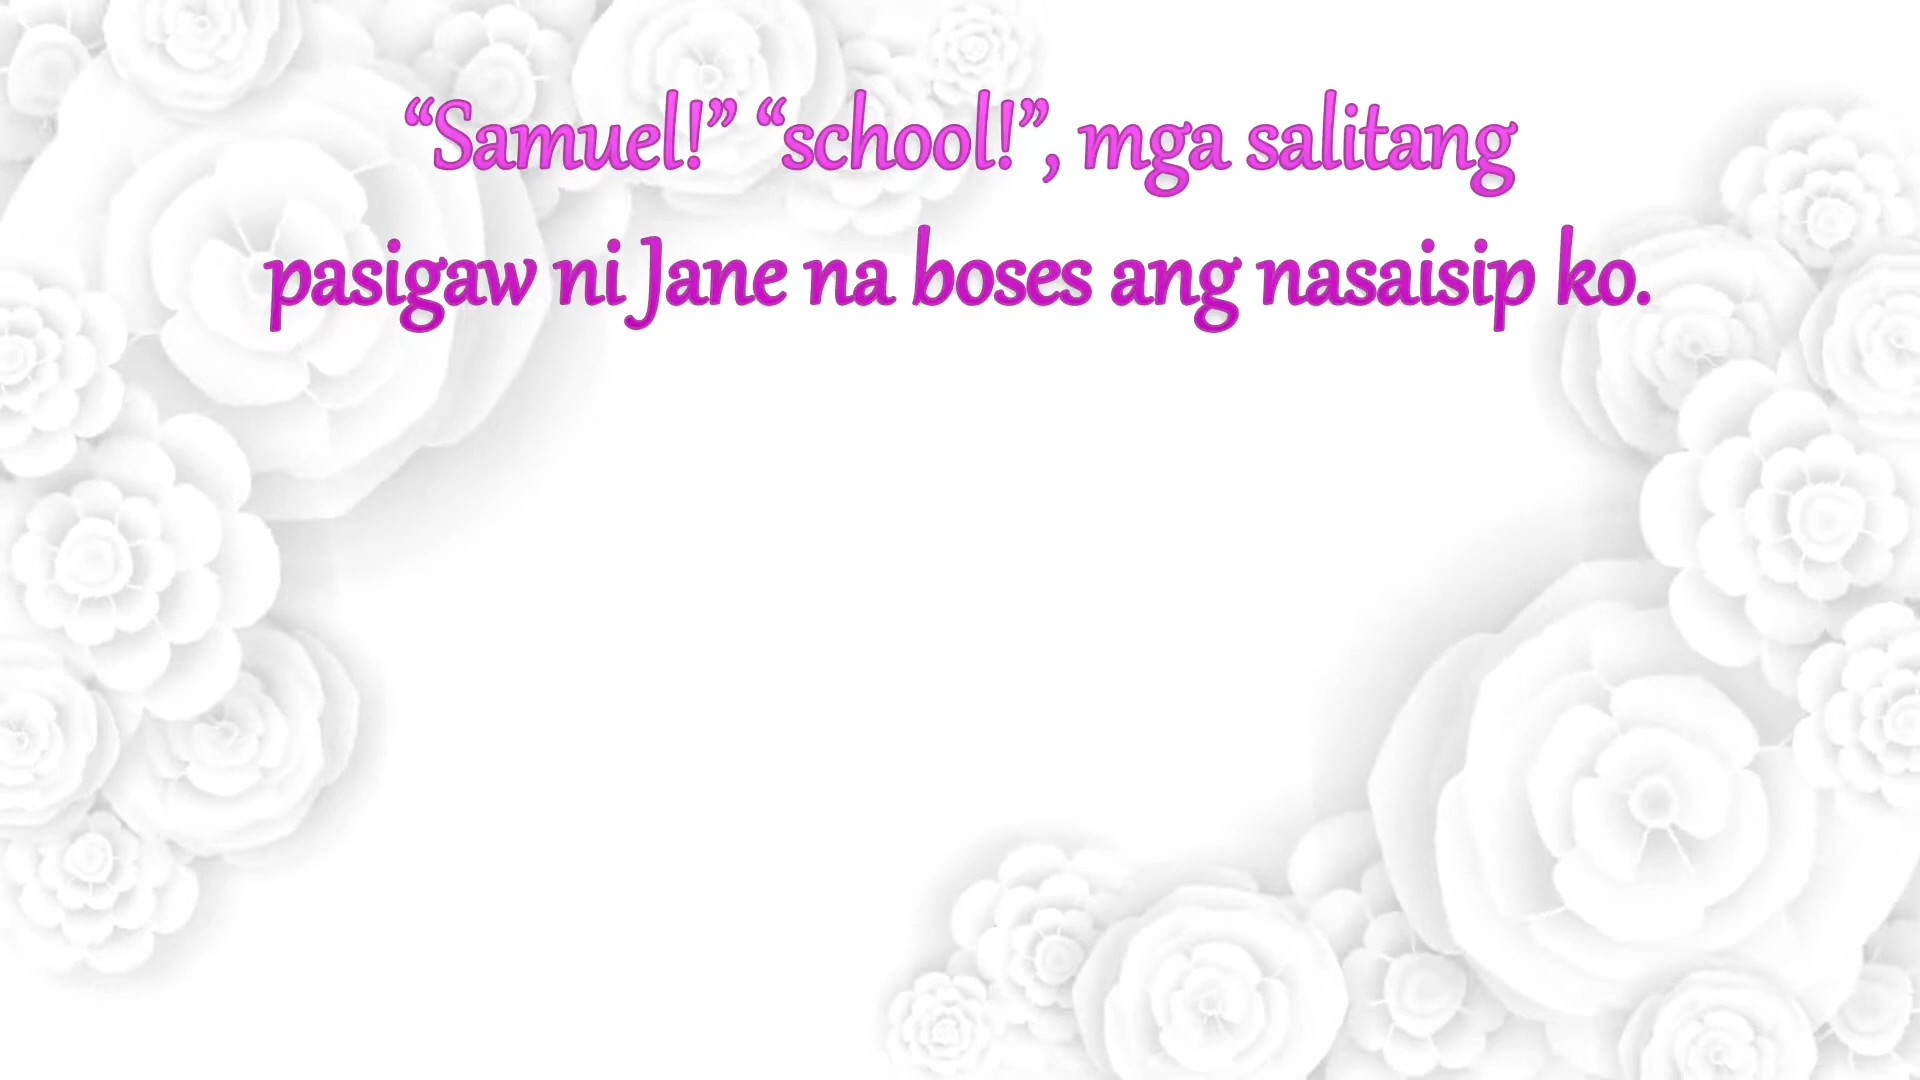 “Samuel!” “school!”, mga salitang
pasigaw ni Jane na boses ang nasaisip ko.